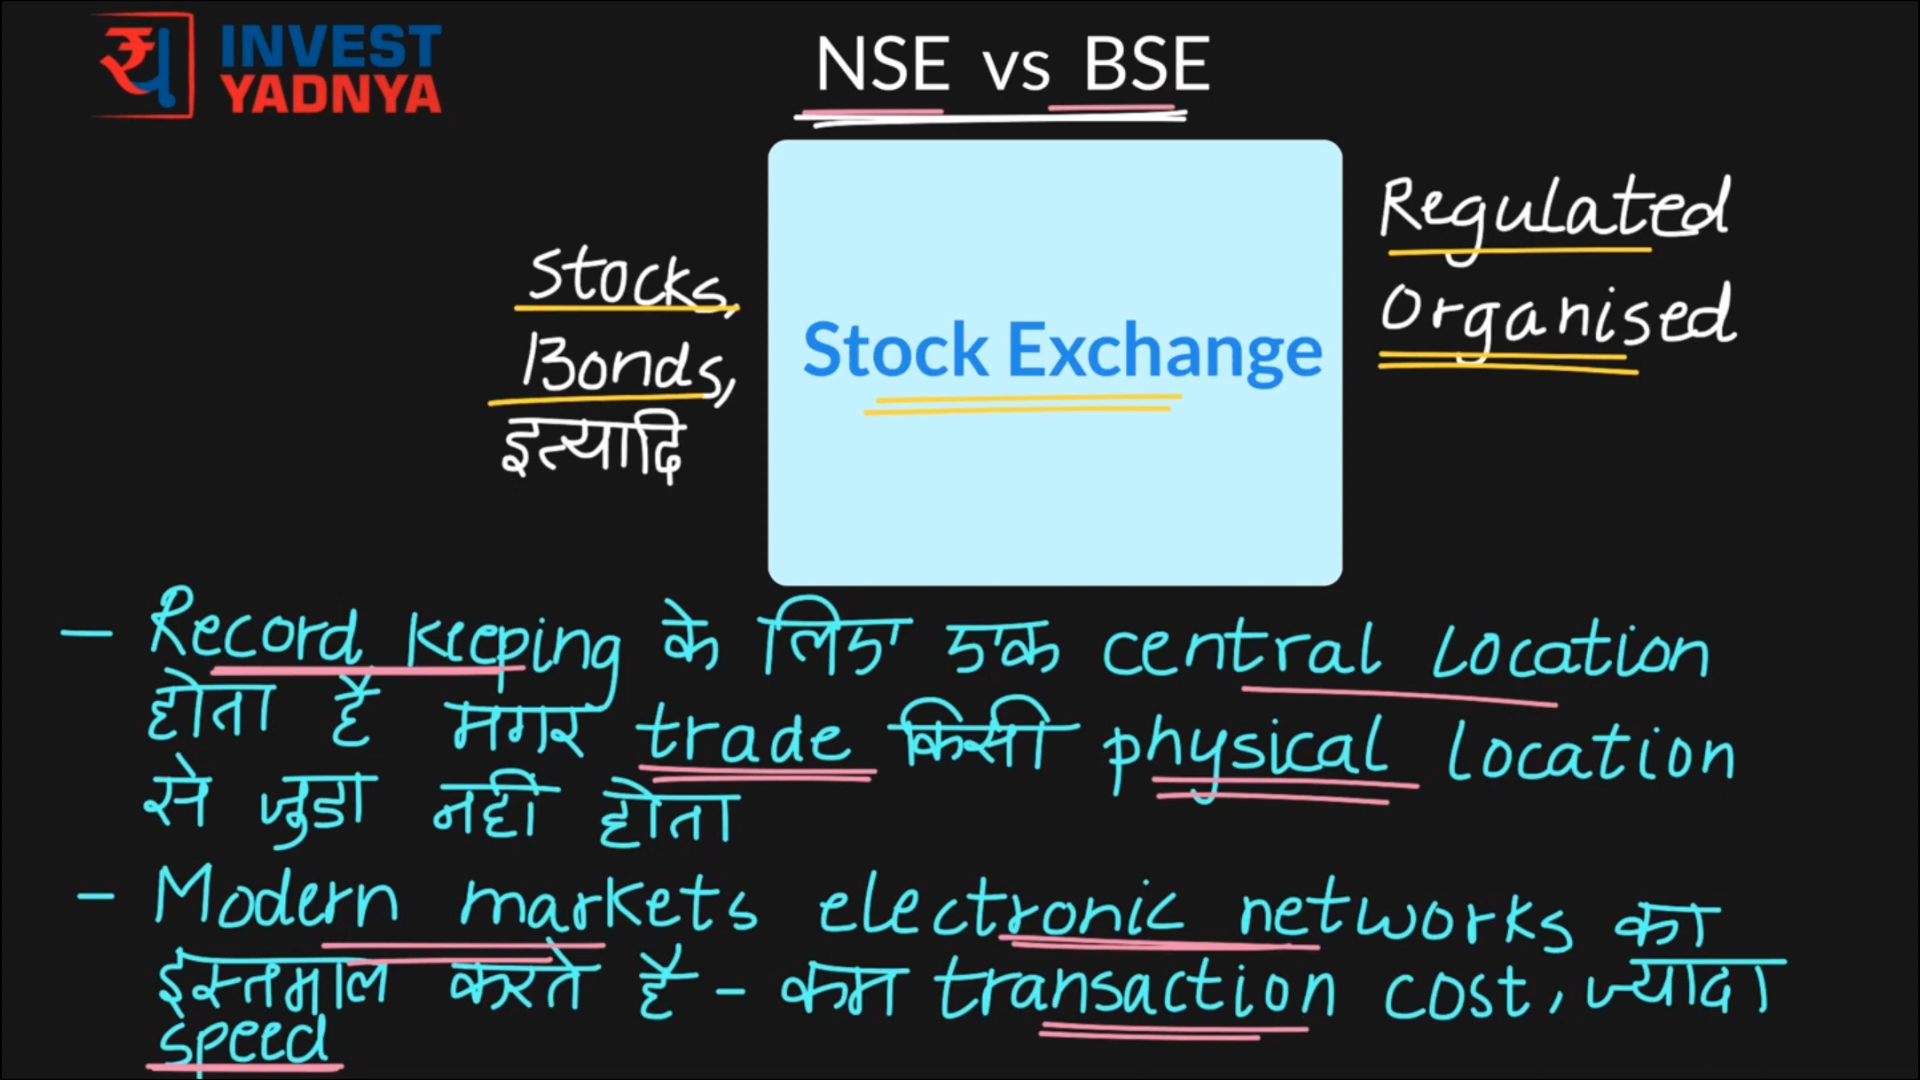 INVEST
YADNYA
NSE vs BSE
Stocks,
Bonds,
इत्यादि
Stock Exchange
Regulated
Organised
- Record keeping के लिए एक central location
होता है मगर trade किसी physical location
से जुडा नही होता
- Modern markets electronic networks का
इस्तमाल करते है - कम transaction cost, ज्यादा
speed